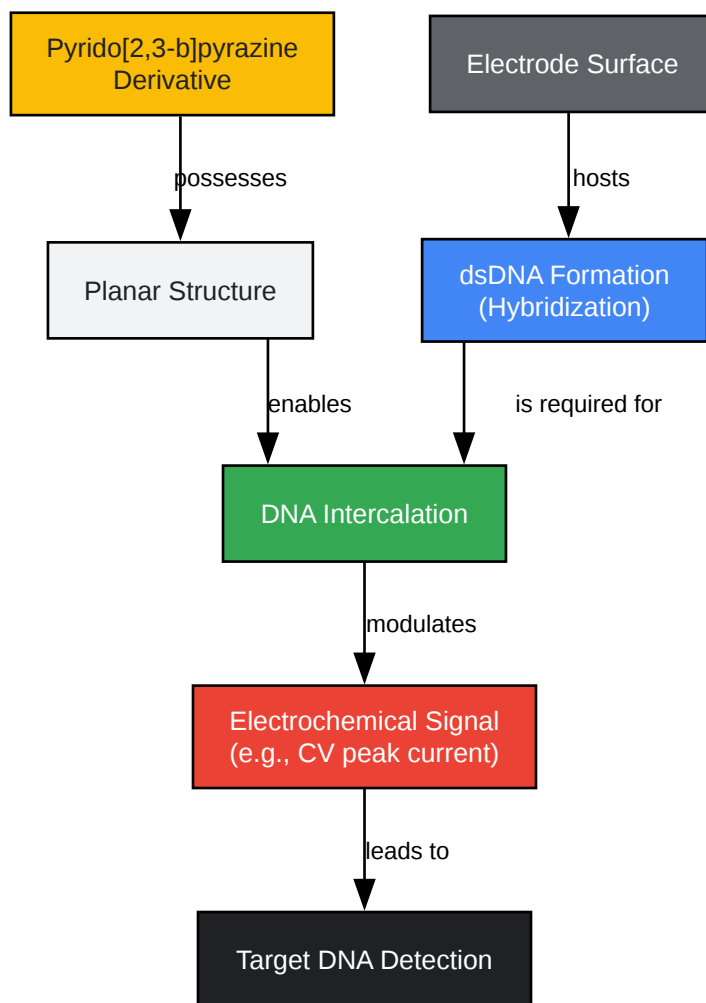 Pyrido[2,3-b]pyrazine
Derivative
Electrode Surface
possesses
hosts
Planar Structure
dsDNA Formation
(Hybridization)
enables
is required for
DNA Intercalation
modulates
Electrochemical Signal
(e.g., CV peak current)
leads to
Target DNA Detection